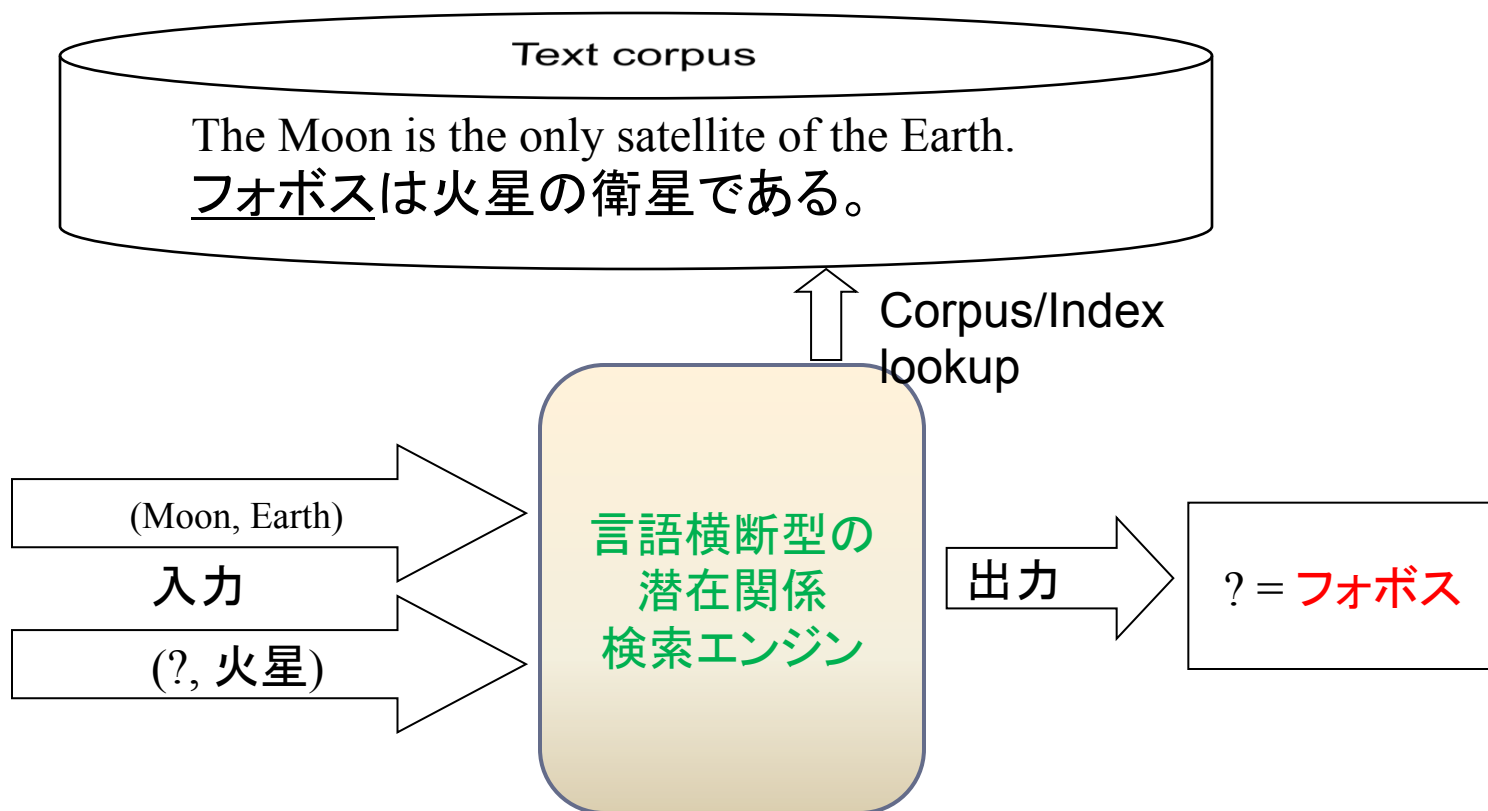 Text corpus
The Moon is the only satellite of the Earth.
フォボスは火星の衛星である。
Corpus/Index
lookup
(Moon, Earth)
入力
(?, 火星)
言語横断型の
潜在関係
検索エンジン
出力
? = フォボス